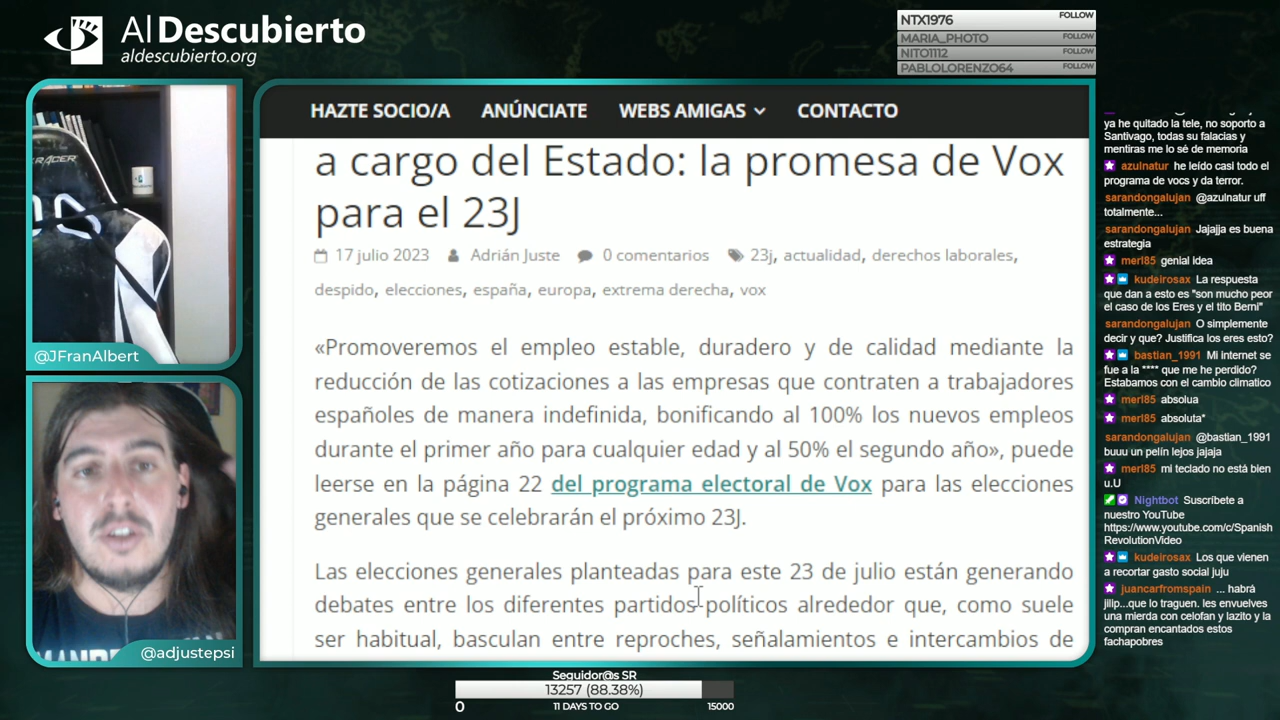 Al Descubierto
aldescubierto.org
NTX1976 FOLLOW
MARIA_PHOTO FOLLOW
NITO1112 FOLLOW
PABLOLORENZO64 FOLLOW
HAZTE SOCIO/A ANÚNCIATE WEBS AMIGAS CONTACTO
a cargo del Estado: la promesa de Vox
para el 23J
17 julio 2023 Adrián Juste 0 comentarios 23j, actualidad, derechos laborales,
despido, elecciones, españa, europa, extrema derecha, vox
«Promoveremos el empleo estable, duradero y de calidad mediante la
reducción de las cotizaciones a las empresas que contraten a trabajadores
españoles de manera indefinida, bonificando al 100% los nuevos empleos
durante el primer año para cualquier edad y al 50% el segundo año», puede
leerse en la página 22 del programa electoral de Vox para las elecciones
generales que se celebrarán el próximo 23J.
Las elecciones generales planteadas para este 23 de julio están generando
debates entre los diferentes partidos políticos alrededor que, como suele
ser habitual, basculan entre reproches, señalamientos e intercambios de
@JFranAlbert
@adjustepsi
ya he quitado la tele, no soporto a
Santivago, todas su falacias y
mentiras me lo sé de memoria
azulnatur he leído casi todo el
programa de vocs y da terror.
sarandongalujan @azulnatur uff
totalmente...
sarandongalujan Jajajja es buena
estrategia
merl85 genial idea
kudeirosax La respuesta
que dan a esto es "son mucho peor
el caso de los Eres y el tito Berni"
sarandongalujan O simplemente
decir y que? Justifica los eres esto?
bastian_1991 Mi internet se
fue a la **** que me he perdido?
Estabamos con el cambio climatico
merl85 absolua
merl85 absoluta*
sarandongalujan @bastian_1991
buuu un pelín lejos jajaja
merl85 mi teclado no está bien
u.U
Nightbot Suscríbete a
nuestro YouTube
https://www.youtube.com/c/Spanish
RevolutionVideo
kudeirosax Los que vienen
a recortar gasto social juju
juancarfromspain ... habrá
jilip...que lo traguen. les envuelves
una mierda con celofan y lazito y la
compran encantados estos
fachapobres
Seguidor@s SR
13257 (88.38%)
0 11 DAYS TO GO 15000